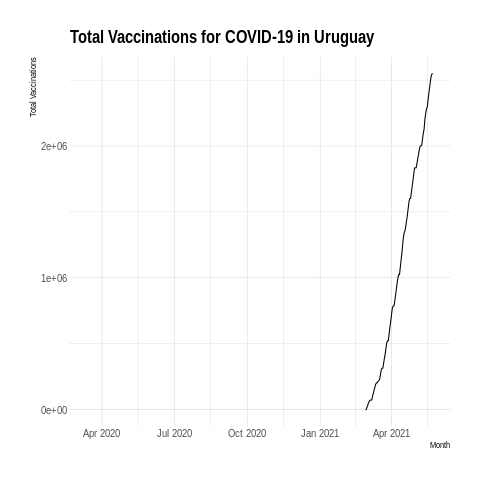 Total Vaccinations for COVID-19 in Uruguay
Total Vaccinations
2e+06
1e+06
0e+00
Apr 2020 Jul 2020 Oct 2020 Jan 2021 Apr 2021
Month